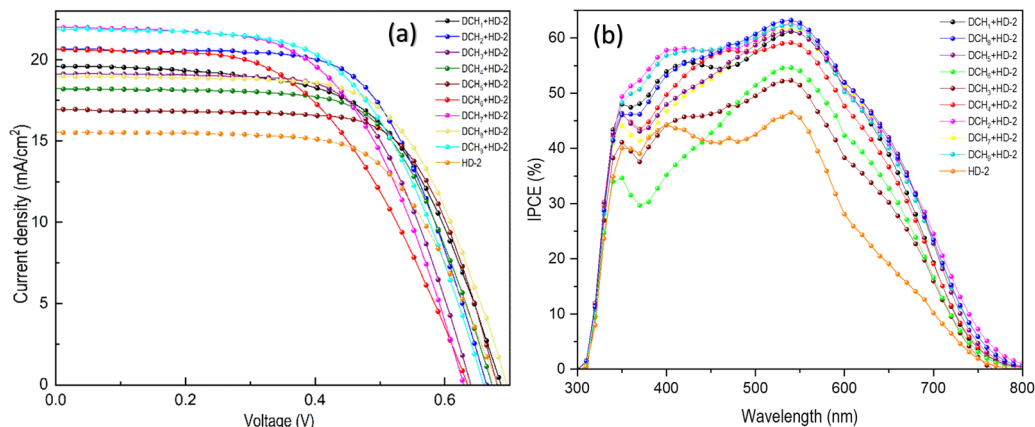 (a)
DCH₁+HD-2
DCH₂+HD-2
DCH₃+HD-2
DCH₄+HD-2
DCH₅+HD-2
DCH₆+HD-2
DCH₇+HD-2
DCH₈+HD-2
DCH₉+HD-2
HD-2
Current density (mA/cm²)
20
15
10
5
0
0.0
0.2
0.4
0.6
Voltage (V)
(b)
DCH₁+HD-2
DCH₈+HD-2
DCH₅+HD-2
DCH₆+HD-2
DCH₃+HD-2
DCH₄+HD-2
DCH₂+HD-2
DCH₇+HD-2
DCH₉+HD-2
HD-2
IPCE (%)
60
50
40
30
20
10
0
300
400
500
600
700
800
Wavelength (nm)